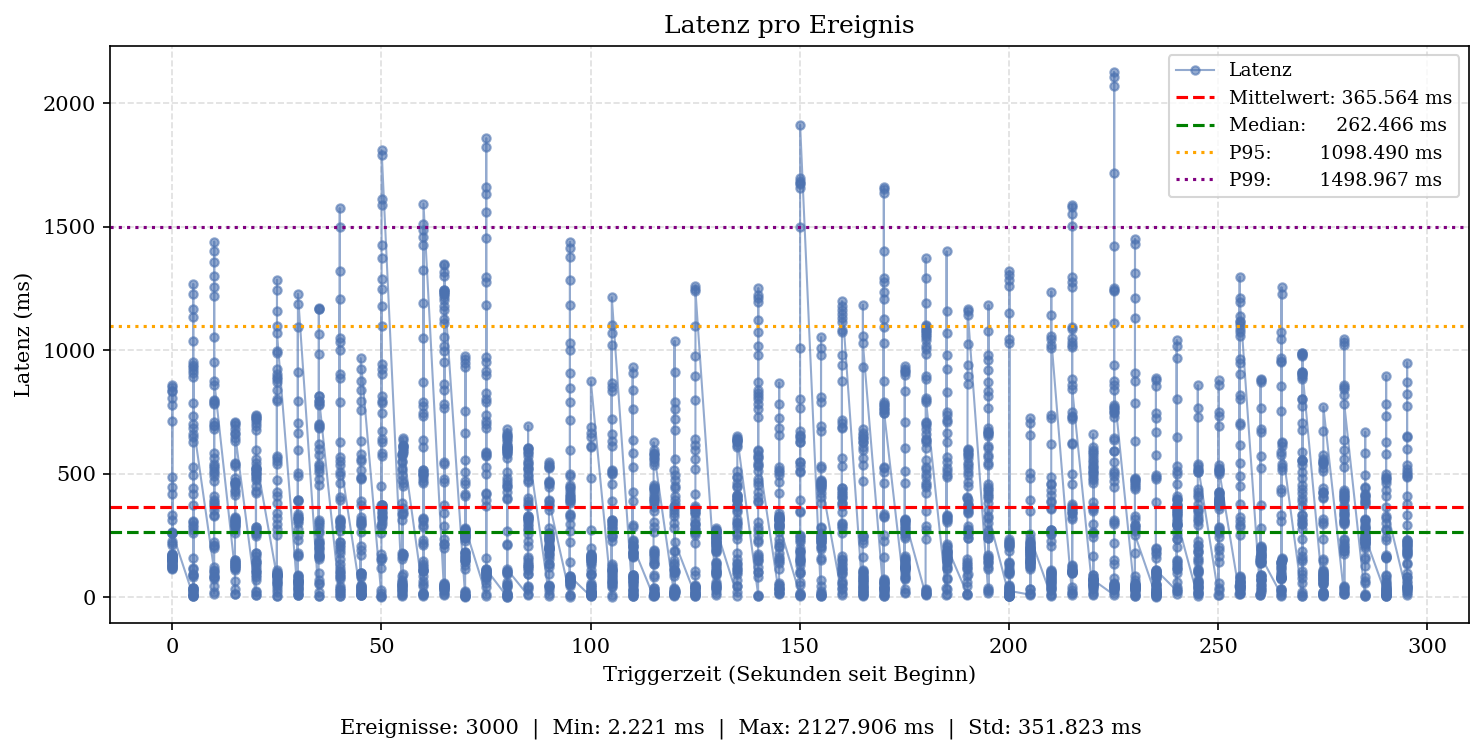 Latenz pro Ereignis
Latenz (ms)
2000
1500
1000
500
0
Latenz
Mittelwert: 365.564 ms
Median: 262.466 ms
P95: 1098.490 ms
P99: 1498.967 ms
0 50 100 150 200 250 300
Triggerzeit (Sekunden seit Beginn)
Ereignisse: 3000 | Min: 2.221 ms | Max: 2127.906 ms | Std: 351.823 ms